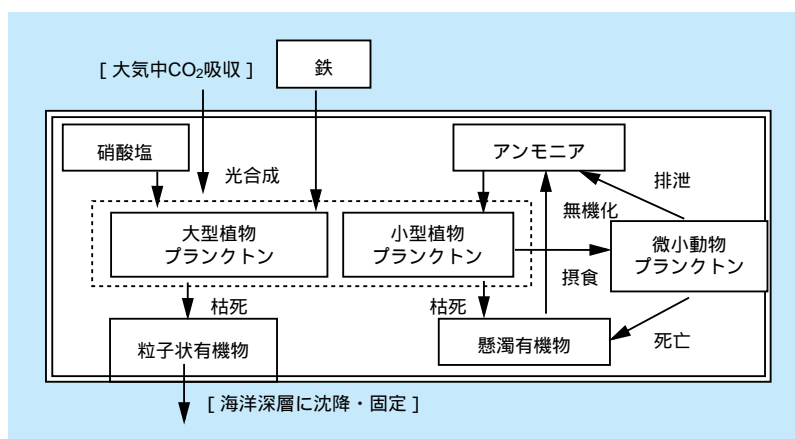 [ 大気中CO₂吸収 ]
鉄
硝酸塩
光合成
アンモニア
排泄
無機化
大型植物
プランクトン
小型植物
プランクトン
微小動物
プランクトン
摂食
枯死
枯死
死亡
粒子状有機物
懸濁有機物
[ 海洋深層に沈降・固定 ]